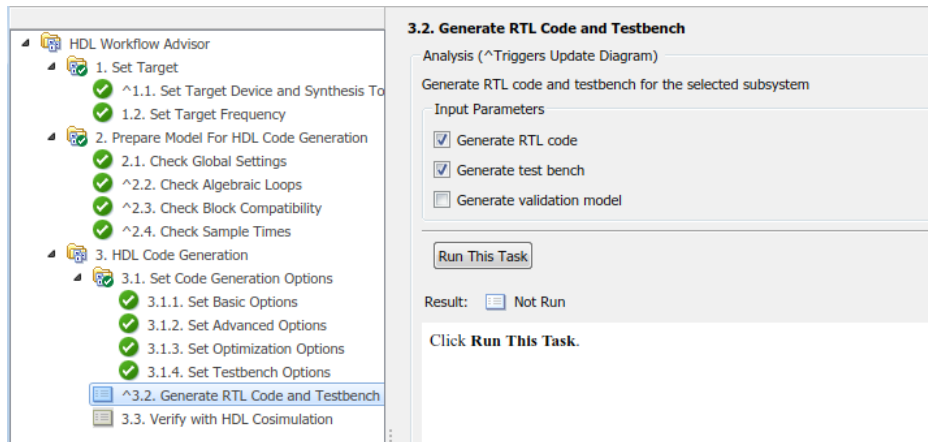 HDL Workflow Advisor
1. Set Target
^1.1. Set Target Device and Synthesis To
1.2. Set Target Frequency
2. Prepare Model For HDL Code Generation
2.1. Check Global Settings
^2.2. Check Algebraic Loops
^2.3. Check Block Compatibility
^2.4. Check Sample Times
3. HDL Code Generation
3.1. Set Code Generation Options
3.1.1. Set Basic Options
3.1.2. Set Advanced Options
3.1.3. Set Optimization Options
3.1.4. Set Testbench Options
^3.2. Generate RTL Code and Testbench
3.3. Verify with HDL Cosimulation
3.2. Generate RTL Code and Testbench
Analysis (^Triggers Update Diagram)
Generate RTL code and testbench for the selected subsystem
Input Parameters
Generate RTL code
Generate test bench
Generate validation model
Run This Task
Result: Not Run
Click Run This Task.